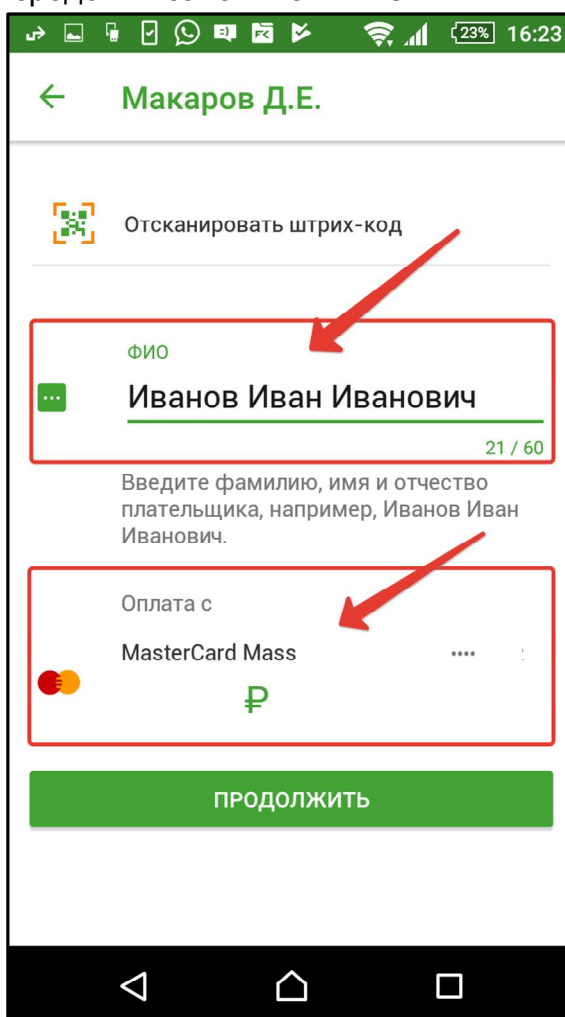 23% 16:23
Макаров Д.Е.
Отсканировать штрих-код
ФИО
Иванов Иван Иванович
21 / 60
Введите фамилию, имя и отчество
плательщика, например, Иванов Иван
Иванович.
Оплата с
MasterCard Mass ••••
₽
ПРОДОЛЖИТЬ